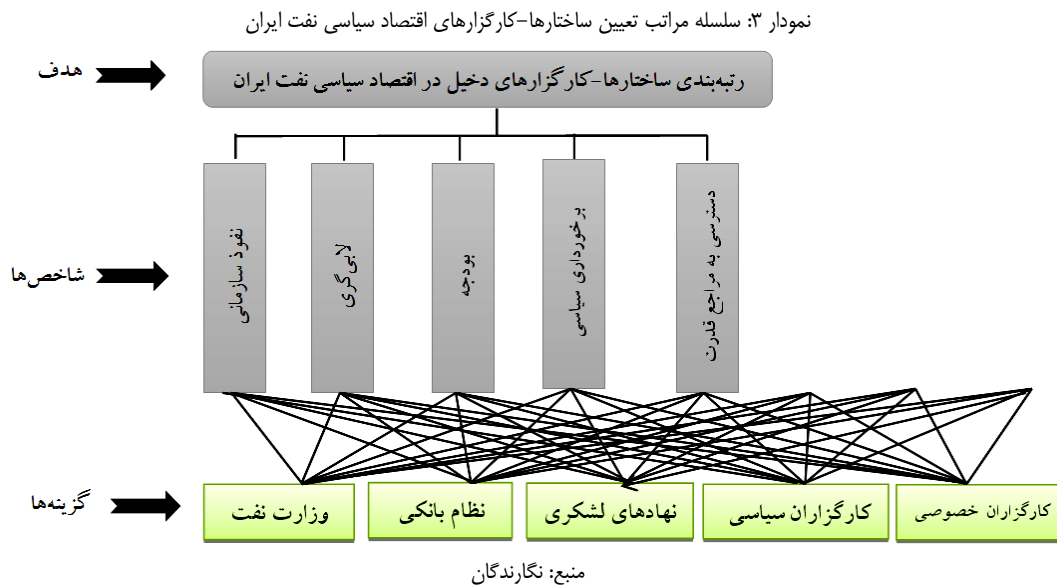 نمودار ۳: سلسله مراتب تعیین ساختارها-کارگزارهای اقتصاد سیاسی نفت ایران
هدف
رتبه‌بندی ساختارها-کارگزارهای دخیل در اقتصاد سیاسی نفت ایران
شاخص‌ها
دسترسی به مراجع قدرت
برخورداری سیاسی
بودجه
لابی‌گری
نفوذ سازمانی
گزینه‌ها
کارگزاران خصوصی
کارگزاران سیاسی
نهادهای لشکری
نظام بانکی
وزارت نفت
منبع: نگارندگان